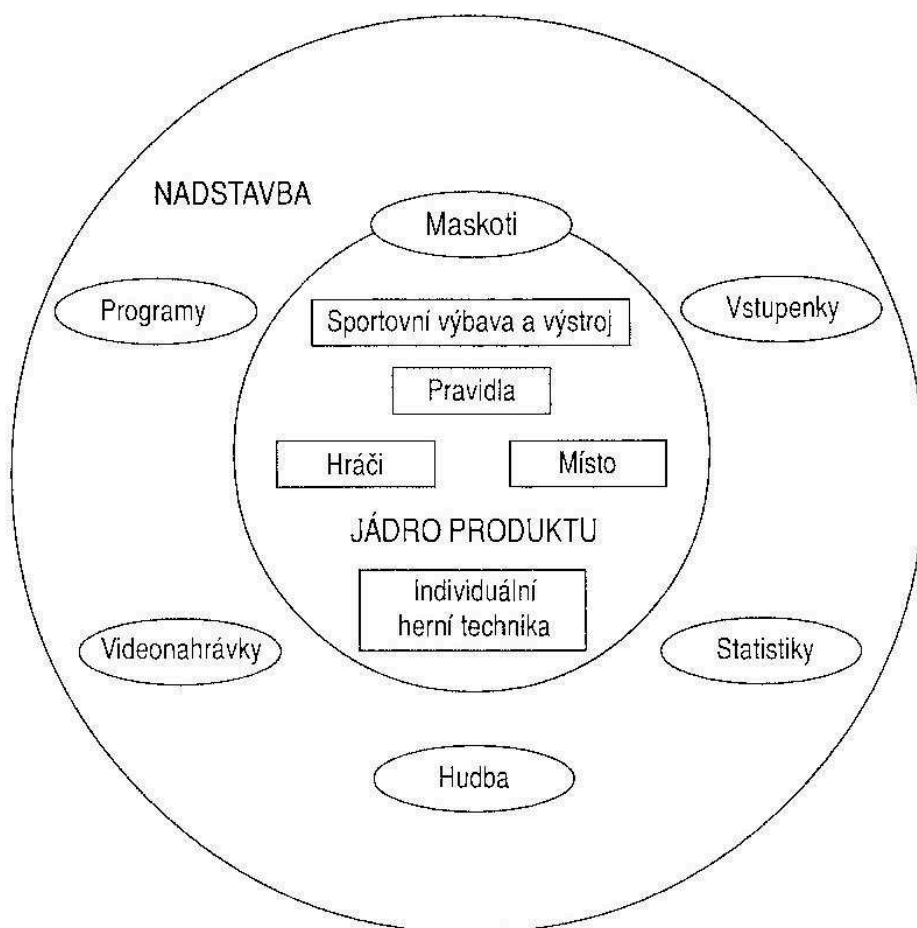 NADSTAVBA
Maskoti
Programy
Vstupenky
Sportovní výbava a výstroj
Pravidla
Hráči
Místo
JÁDRO PRODUKTU
Individuální
herní technika
Videonahrávky
Statistiky
Hudba